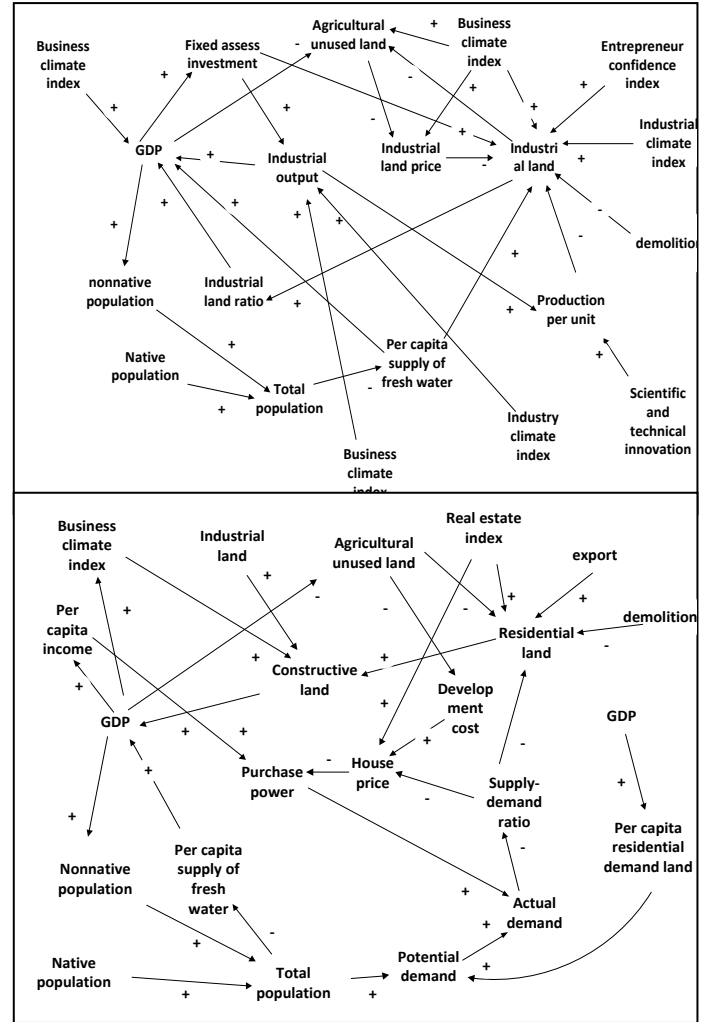 Business
climate
index
Fixed assess
investment
Agricultural
unused land
Business
climate
index
Entrepreneur
confidence
index
GDP
Industrial
output
Industrial
land price
Industri
al land
Industrial
climate
index
demolition
nonnative
population
Industrial
land ratio
Production
per unit
Native
population
Total
population
Per capita
supply of
fresh water
Business
climate
index
Industry
climate
index
Scientific
and
technical
innovation
Business
climate
index
Industrial
land
Agricultural
unused land
Real estate
index
export
Per
capita
income
Constructive
land
Residential
land
demolition
GDP
Develop
ment
cost
GDP
Purchase
power
House
price
Supply-
demand
ratio
Per capita
residential
demand land
Nonnative
population
Per capita
supply of
fresh
water
Actual
demand
Native
population
Total
population
Potential
demand